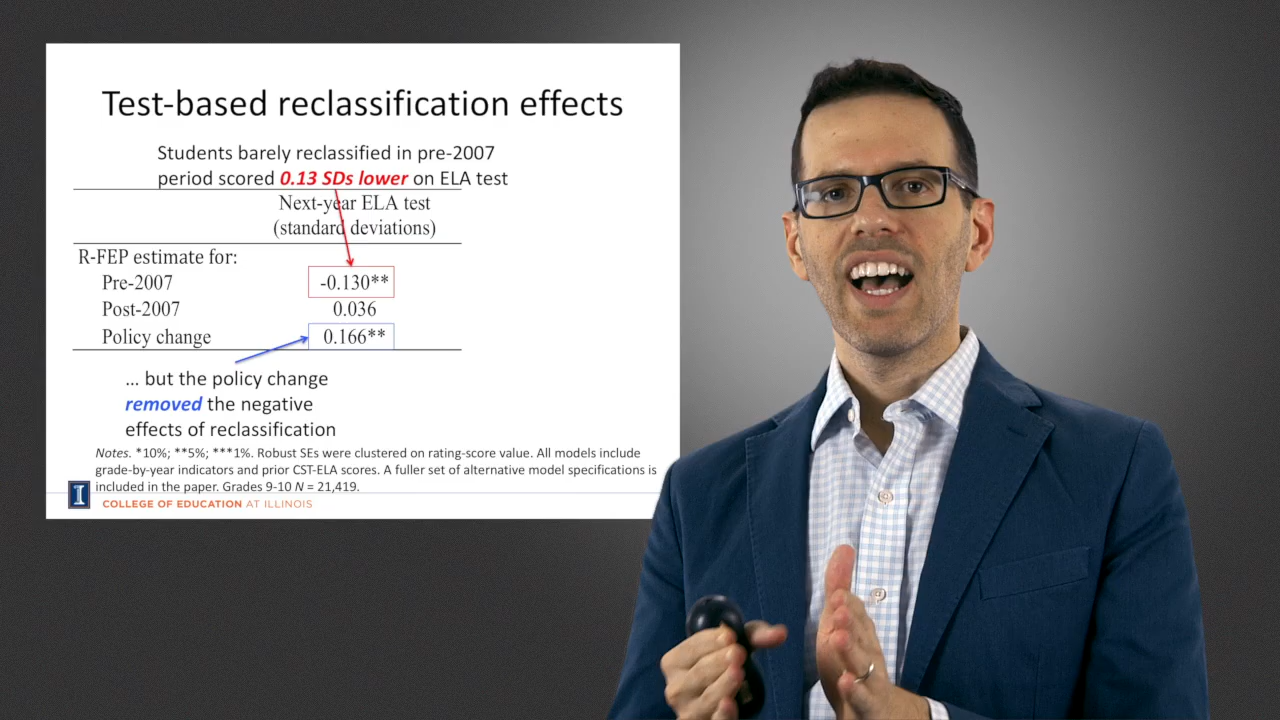 Test-based reclassification effects
Students barely reclassified in pre-2007
period scored 0.13 SDs lower on ELA test
Next-year ELA test
(standard deviations)
R-FEP estimate for:
Pre-2007 -0.130**
Post-2007 0.036
Policy change 0.166**
... but the policy change
removed the negative
effects of reclassification
Notes. *10%; **5%; ***1%. Robust SEs were clustered on rating-score value. All models include
grade-by-year indicators and prior CST-ELA scores. A fuller set of alternative model specifications is
included in the paper. Grades 9-10 N = 21,419.
I
COLLEGE OF EDUCATION AT ILLINOIS